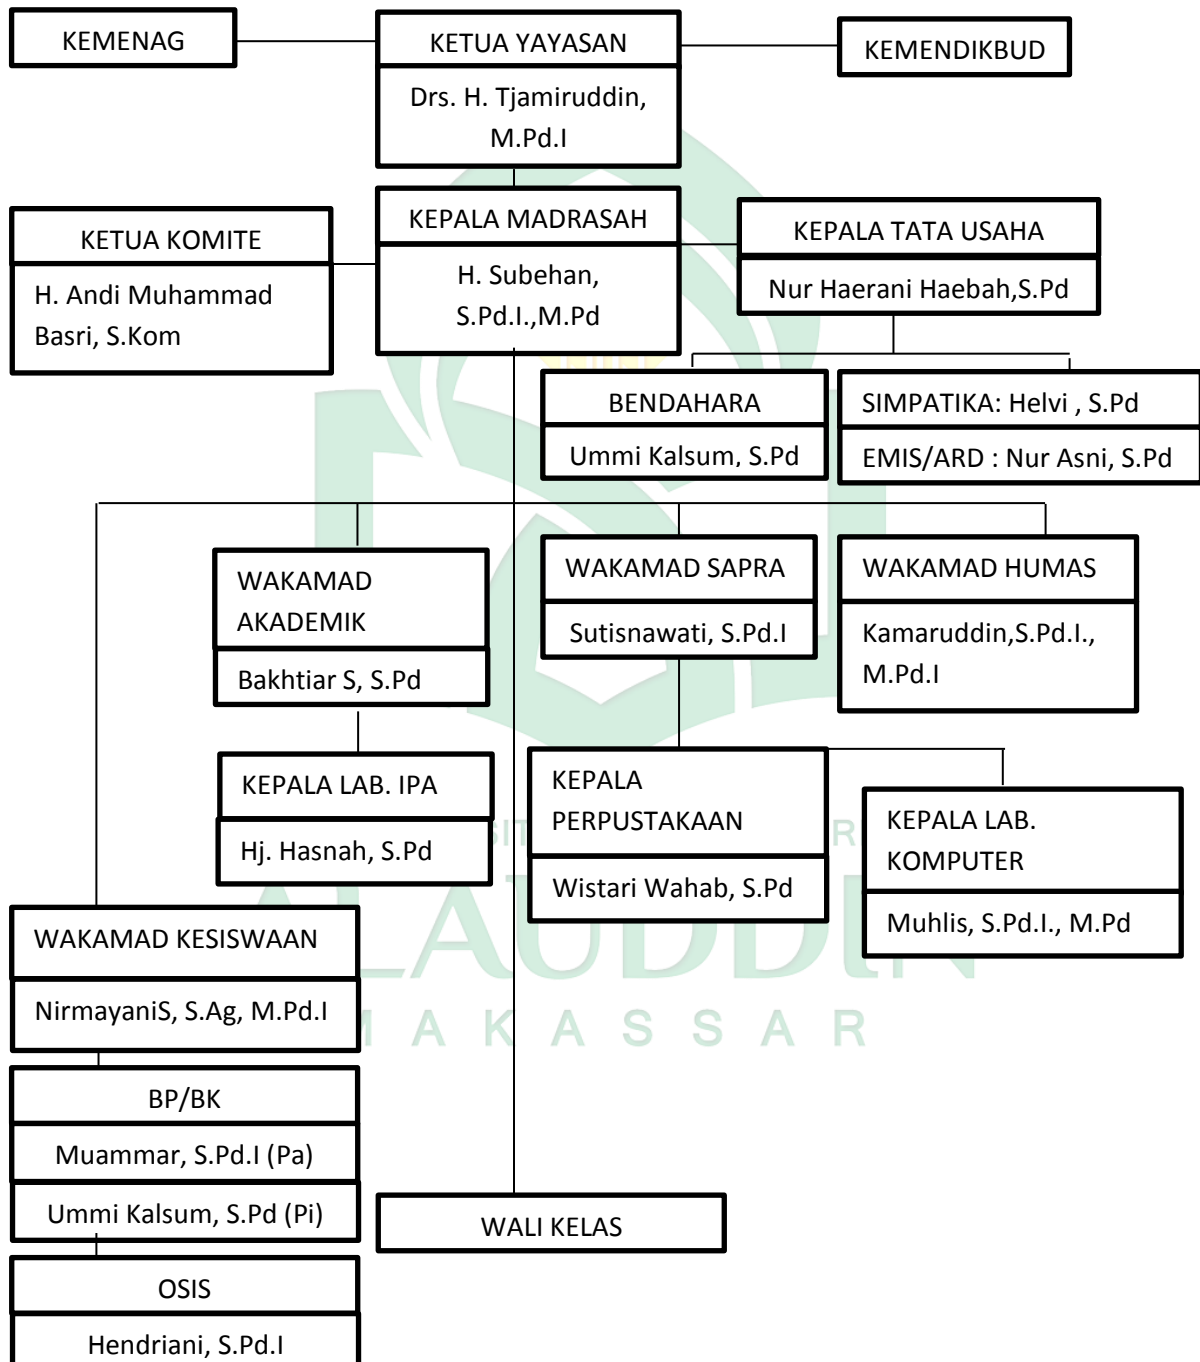 KEMENAG
KETUA YAYASAN
KEMENDIKBUD
Drs. H. Tjamiruddin,
M.Pd.I
KETUA KOMITE
H. Andi Muhammad
Basri, S.Kom
KEPALA MADRASAH
H. Subehan,
S.Pd.I.,M.Pd
KEPALA TATA USAHA
Nur Haerani Haebah,S.Pd
BENDAHARA
Ummi Kalsum, S.Pd
SIMPATIKA: Helvi , S.Pd
EMIS/ARD : Nur Asni, S.Pd
WAKAMAD
AKADEMIK
Bakhtiar S, S.Pd
WAKAMAD SAPRA
Sutisnawati, S.Pd.I
WAKAMAD HUMAS
Kamaruddin,S.Pd.I.,
M.Pd.I
KEPALA LAB. IPA
Hj. Hasnah, S.Pd
KEPALA
PERPUSTAKAAN
Wistari Wahab, S.Pd
KEPALA LAB.
KOMPUTER
Muhlis, S.Pd.I., M.Pd
ALAUDDIN
MAKASSAR
WAKAMAD KESISWAAN
NirmayaniS, S.Ag, M.Pd.I
BP/BK
Muammar, S.Pd.I (Pa)
Ummi Kalsum, S.Pd (Pi)
WALI KELAS
OSIS
Hendriani, S.Pd.I